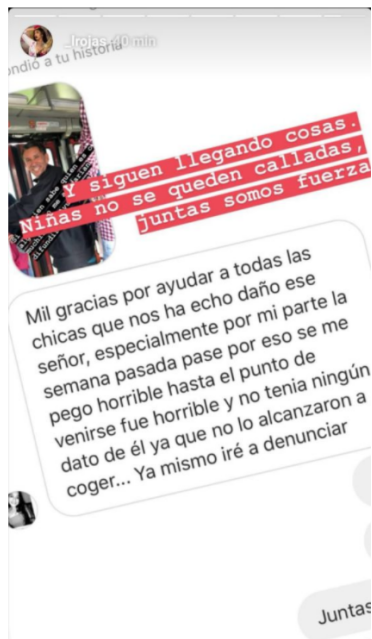 _lrojas 40 min
ondió a tu historia
Y siguen llegando cosas.
Niñas no se queden calladas,
juntas somos fuerza
Mil gracias por ayudar a todas las
chicas que nos ha echo daño ese
señor, especialmente por mi parte la
semana pasada pase por eso se me
pego horrible hasta el punto de
venirse fue horrible y no tenia ningún
dato de él ya que no lo alcanzaron a
coger... Ya mismo iré a denunciar
Juntas